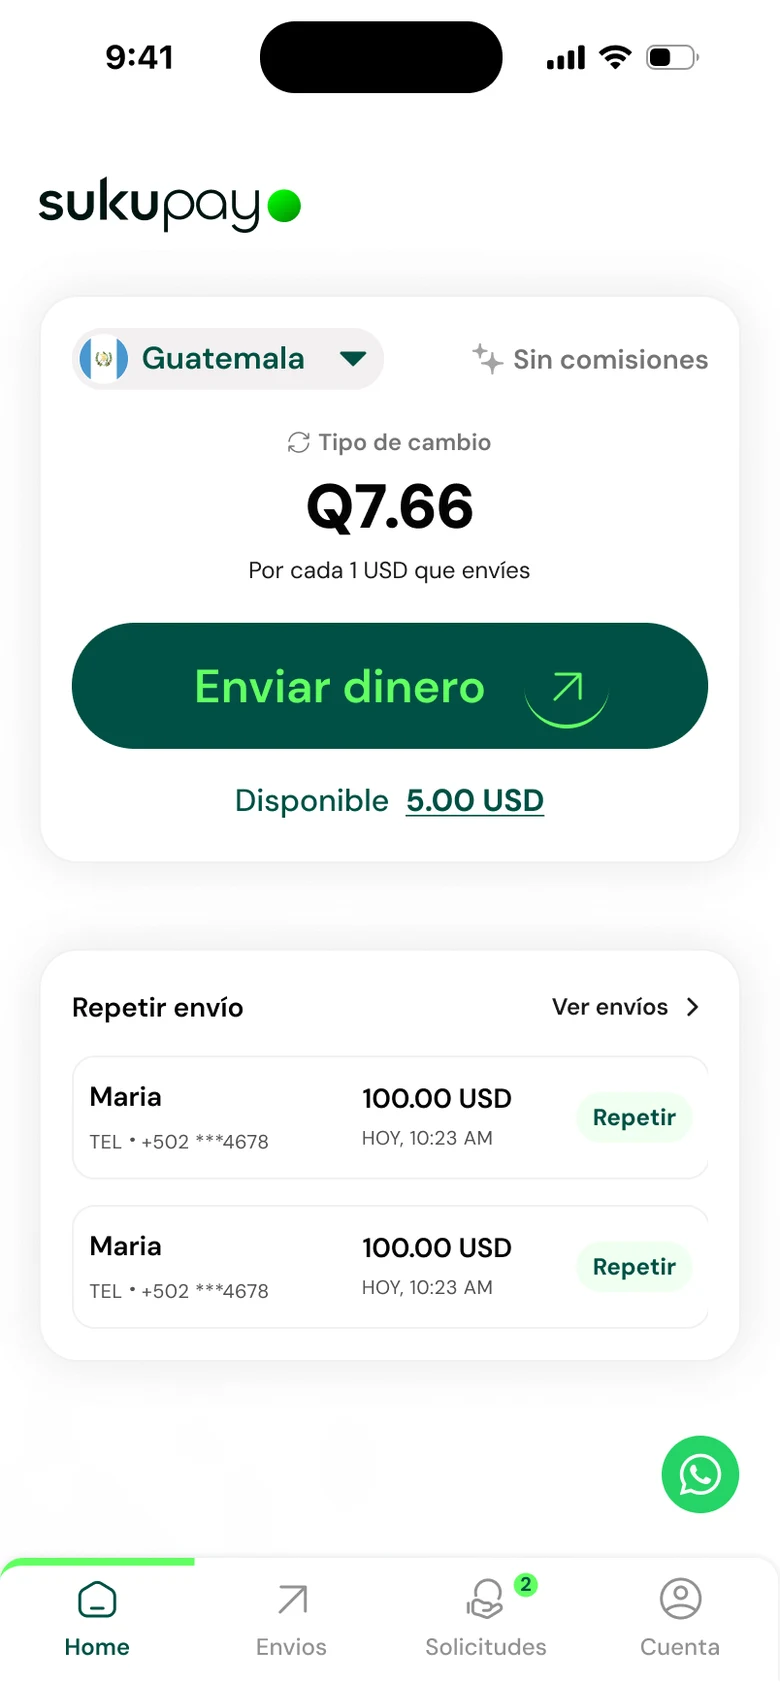 9:41
sukupay
Guatemala
Sin comisiones
Tipo de cambio
Q7.66
Por cada 1 USD que envíes
Enviar dinero
Disponible 5.00 USD
Repetir envío
Ver envíos
Maria
100.00 USD
TEL • +502 ***4678
HOY, 10:23 AM
Repetir
Maria
100.00 USD
TEL • +502 ***4678
HOY, 10:23 AM
Repetir
2
Home
Envios
Solicitudes
Cuenta